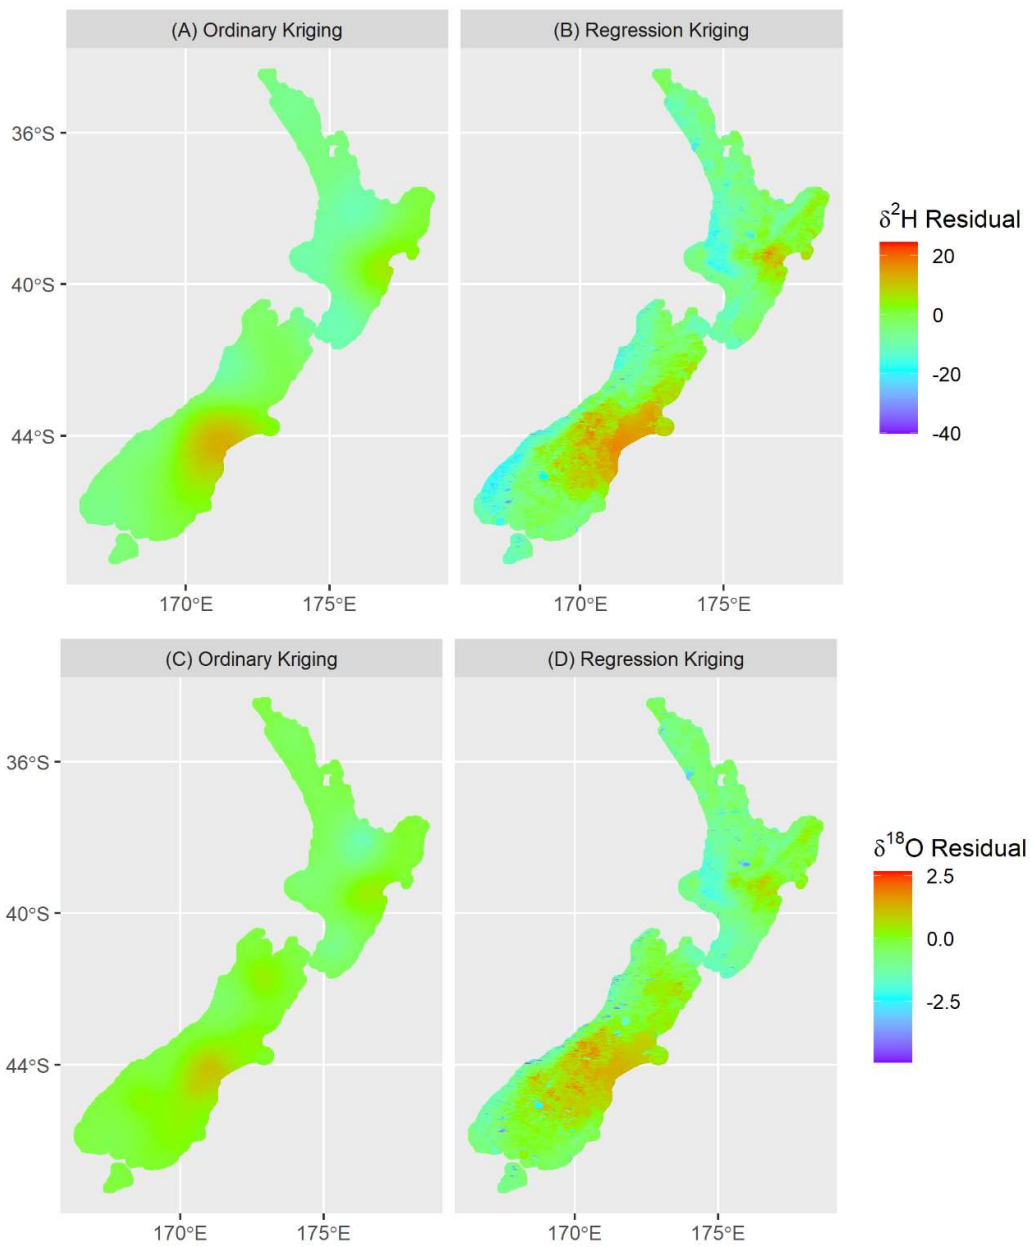 (A) Ordinary Kriging
(B) Regression Kriging
36°S
40°S
44°S
170°E
175°E
170°E
175°E
δ²H Residual
20
0
-20
-40
(C) Ordinary Kriging
(D) Regression Kriging
36°S
40°S
44°S
170°E
175°E
170°E
175°E
δ¹⁸O Residual
2.5
0.0
-2.5